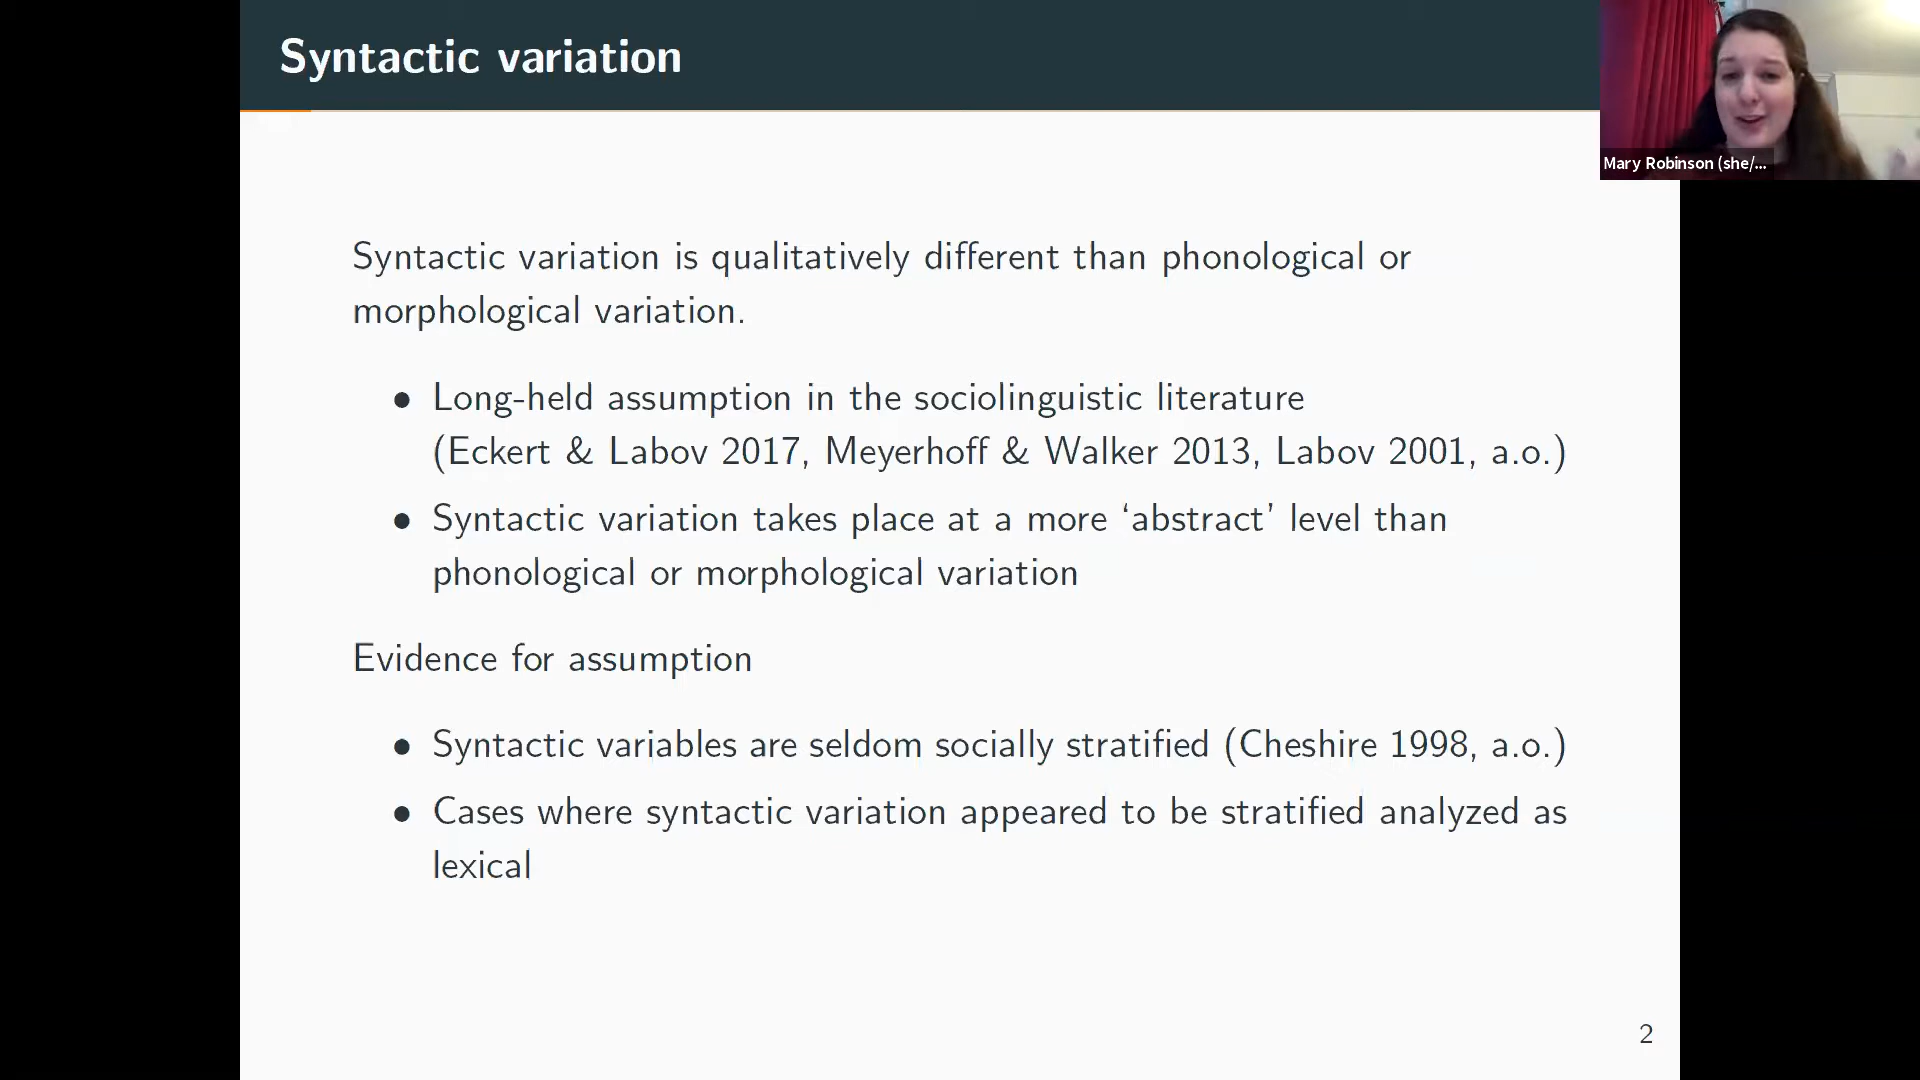 Syntactic variation
Mary Robinson (she/...
Syntactic variation is qualitatively different than phonological or
morphological variation.
• Long-held assumption in the sociolinguistic literature
(Eckert & Labov 2017, Meyerhoff & Walker 2013, Labov 2001, a.o.)
• Syntactic variation takes place at a more ‘abstract’ level than
phonological or morphological variation
Evidence for assumption
• Syntactic variables are seldom socially stratified (Cheshire 1998, a.o.)
• Cases where syntactic variation appeared to be stratified analyzed as
lexical
2